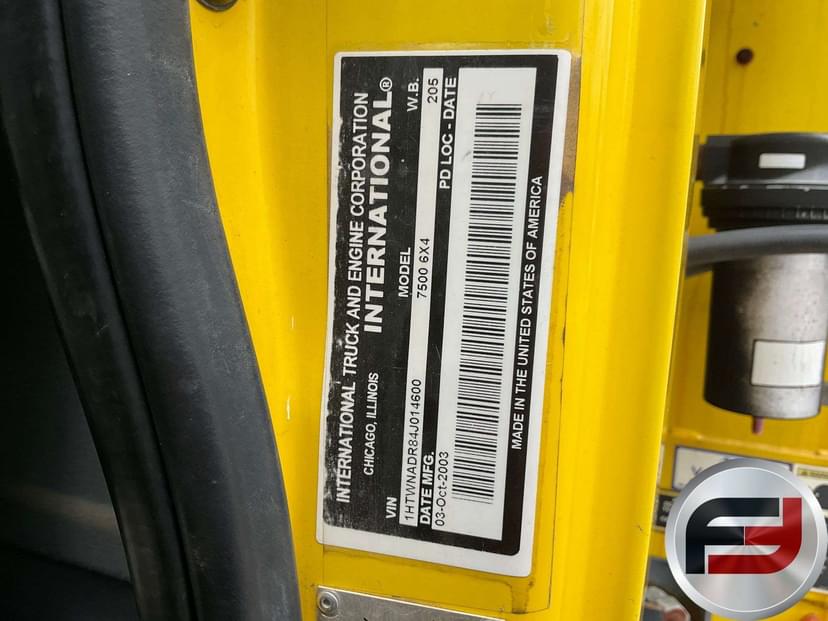 INTERNATIONAL TRUCK AND ENGINE CORPORATION
CHICAGO, ILLINOIS
INTERNATIONAL®
VIN
MODEL
W.B.
1HTWNADR84J014600
7500 6X4
205
DATE MFG.
PD LOC - DATE
03-Oct-2003
MADE IN THE UNITED STATES OF AMERICA